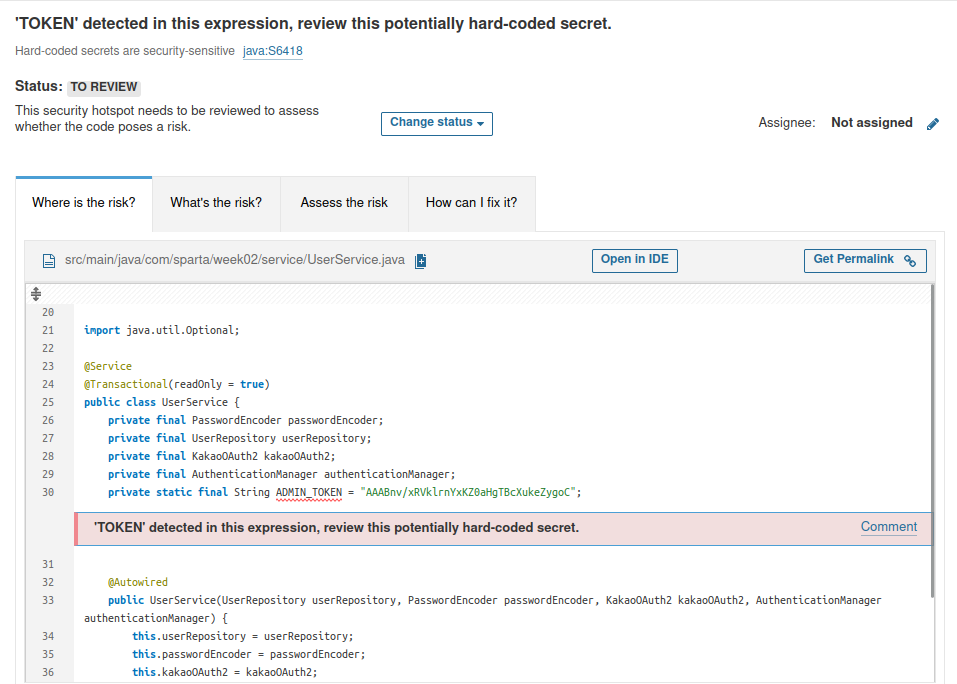 'TOKEN' detected in this expression, review this potentially hard-coded secret.
Hard-coded secrets are security-sensitive java:S6418
Status: TO REVIEW
This security hotspot needs to be reviewed to assess
whether the code poses a risk.
Change status
Assignee: Not assigned
Where is the risk?
What's the risk?
Assess the risk
How can I fix it?
src/main/java/com/sparta/week02/service/UserService.java
Open in IDE
Get Permalink
20
21 import java.util.Optional;
22
23 @Service
24 @Transactional(readOnly = true)
25 public class UserService {
26 private final PasswordEncoder passwordEncoder;
27 private final UserRepository userRepository;
28 private final KakaoOAuth2 kakaoOAuth2;
29 private final AuthenticationManager authenticationManager;
30 private static final String ADMIN_TOKEN = "AAABnv/xRVklrnYxKZ0aHgTBcXukeZygoC";
'TOKEN' detected in this expression, review this potentially hard-coded secret. Comment
31
32 @Autowired
33 public UserService(UserRepository userRepository, PasswordEncoder passwordEncoder, KakaoOAuth2 kakaoOAuth2, AuthenticationManager
authenticationManager) {
34 this.userRepository = userRepository;
35 this.passwordEncoder = passwordEncoder;
36 this.kakaoOAuth2 = kakaoOAuth2;